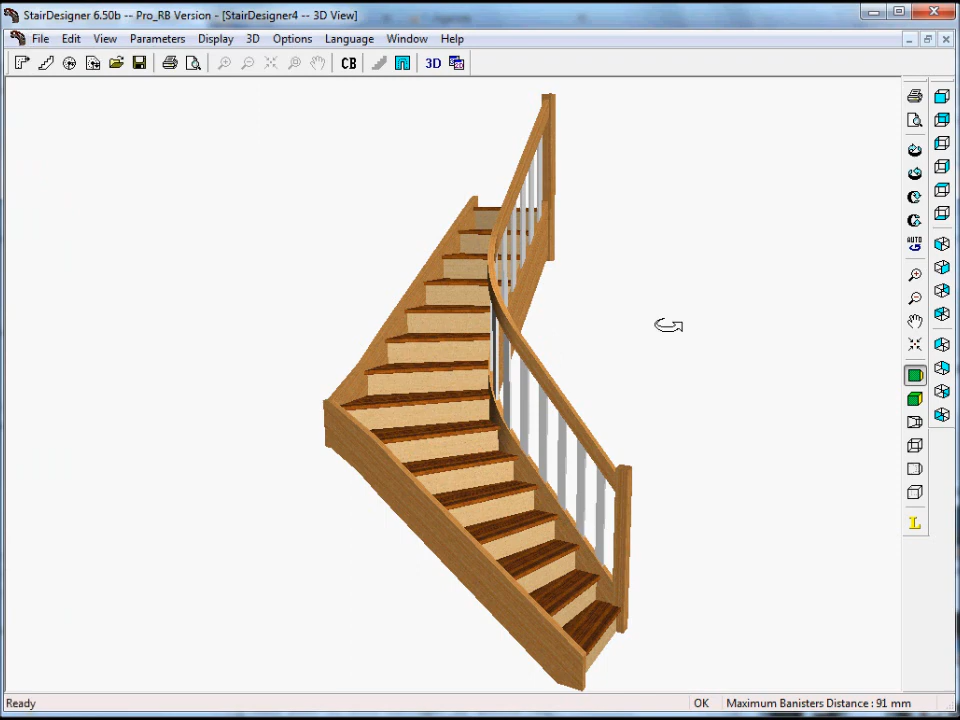 StairDesigner 6.50b -- Pro_RB Version - [StairDesigner4 -- 3D View]
File Edit View Parameters Display 3D Options Language Window Help
CB 3D
AUTO
L
Ready OK Maximum Banisters Distance : 91 mm